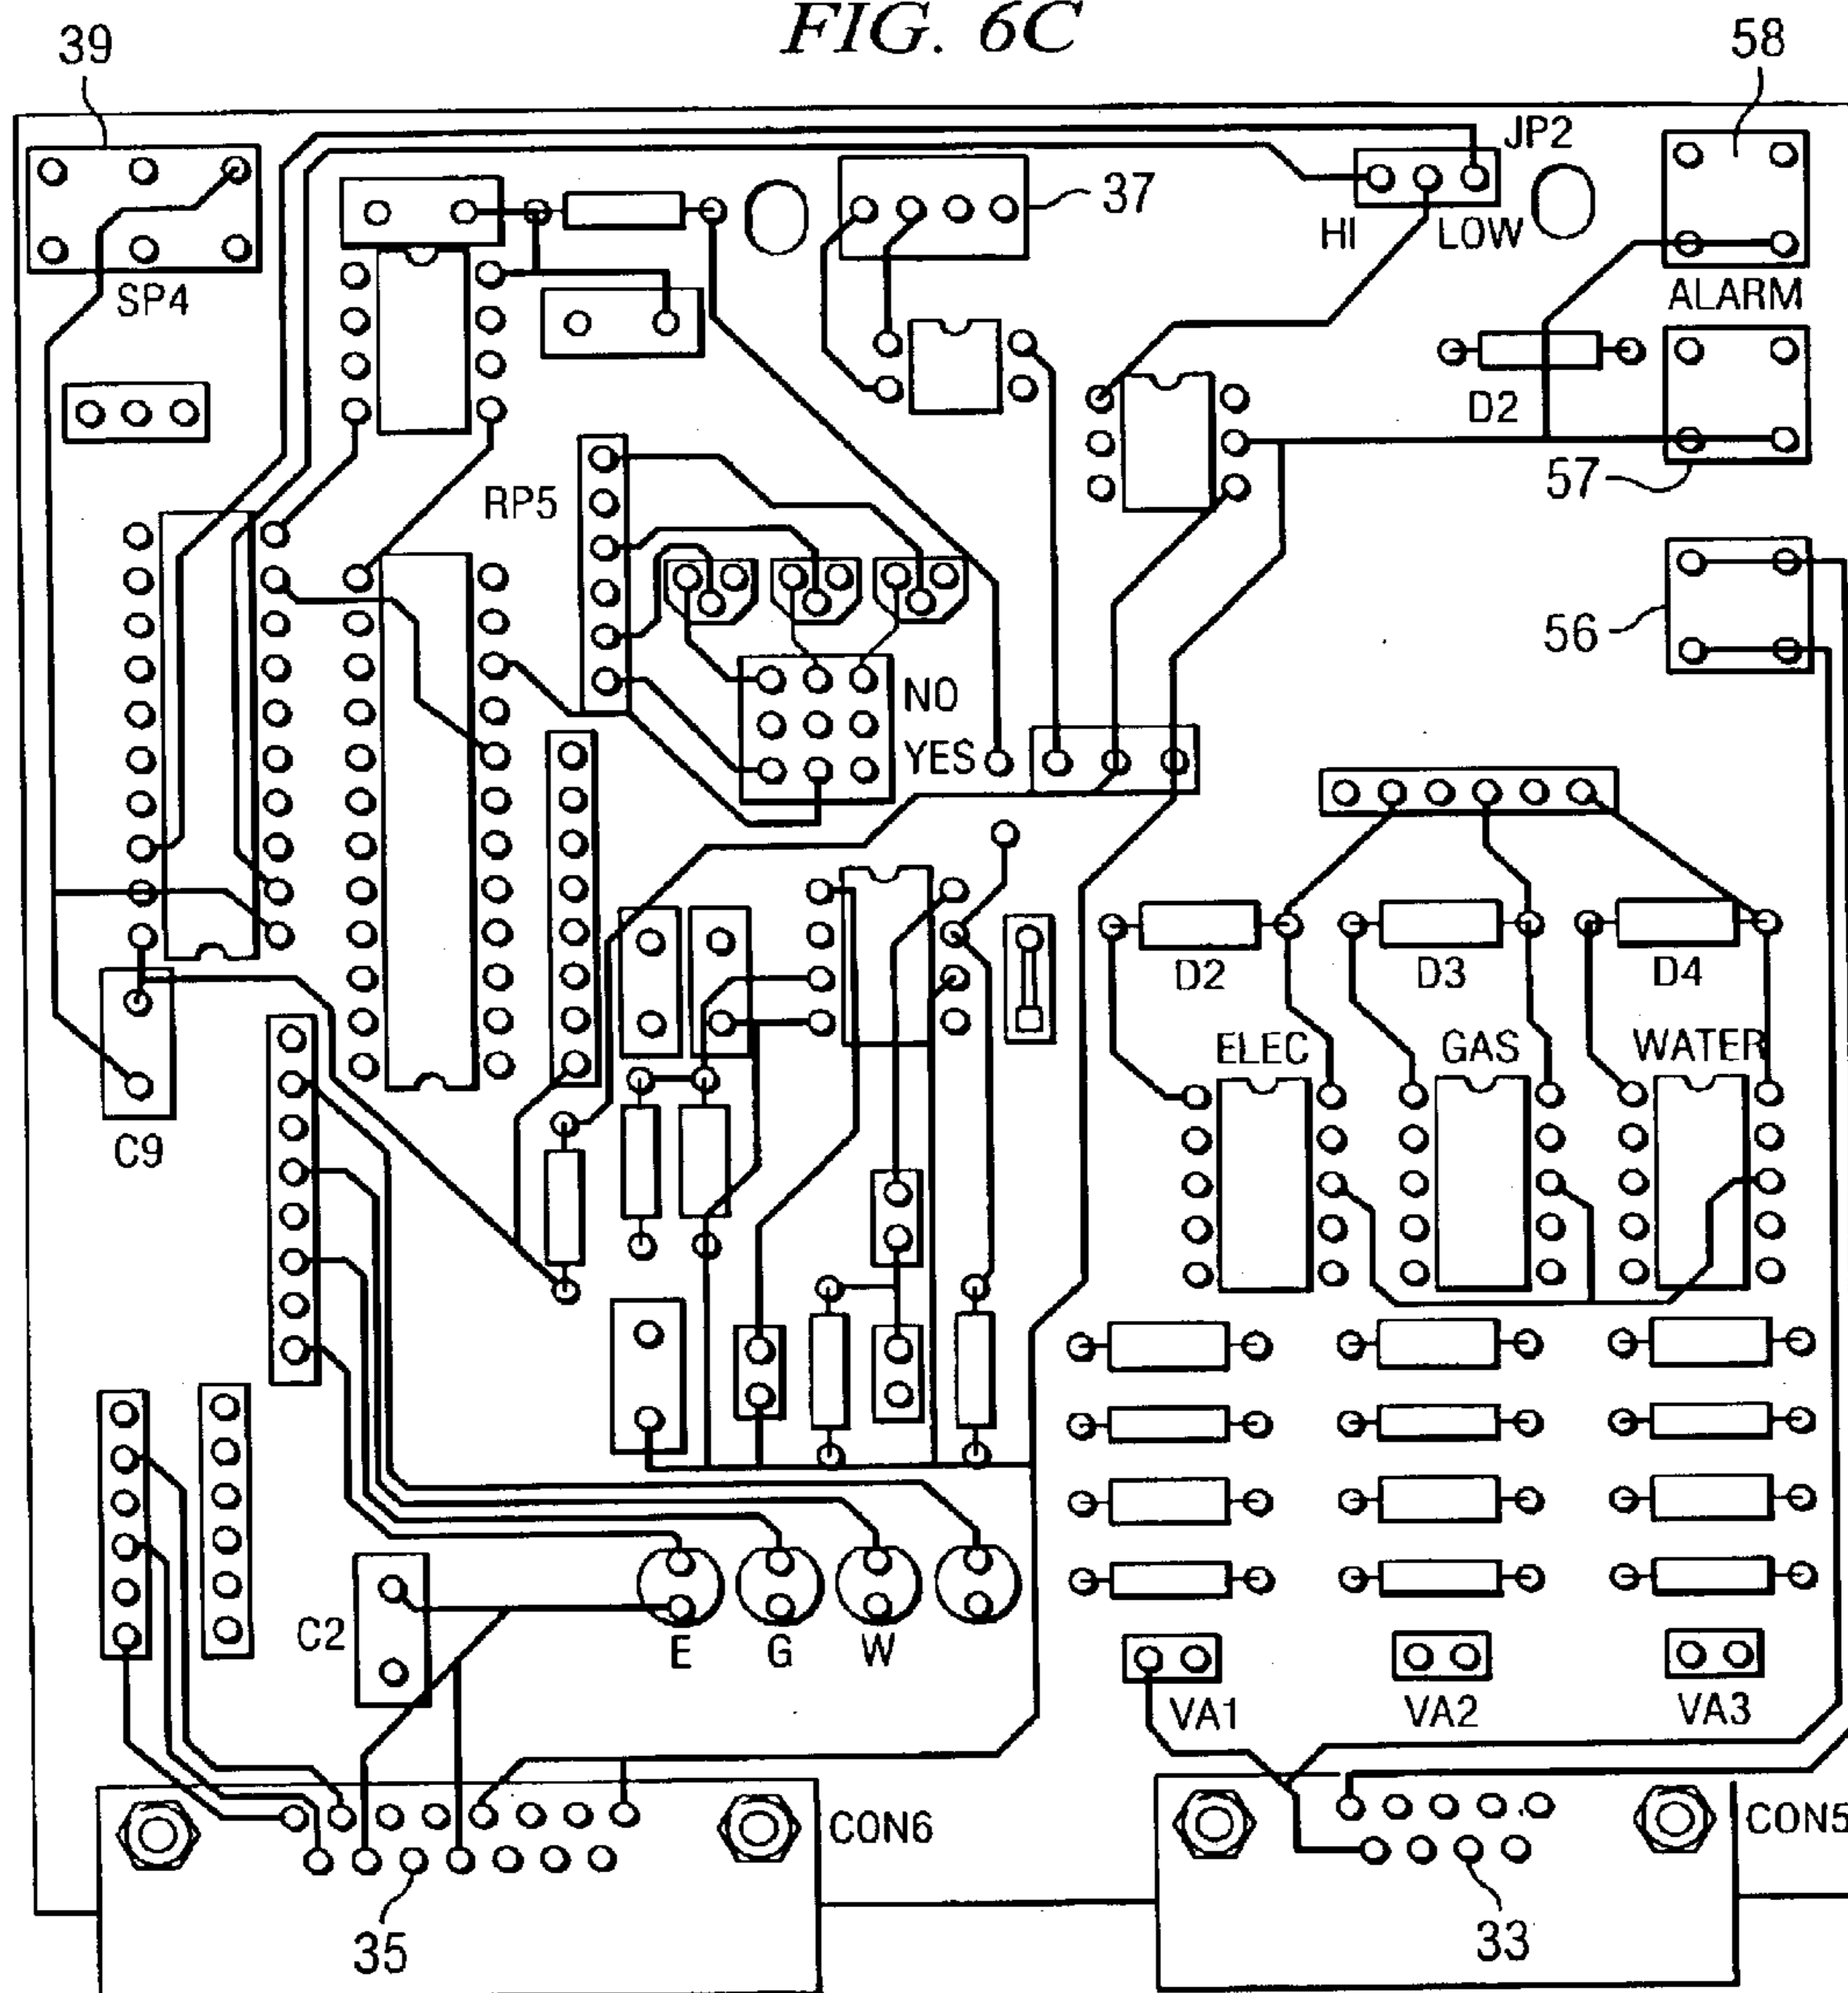 FIG. 6C
39
58
JP2
37
HI
LOW
SP4
ALARM
D2
57
RP5
56
NO
YES
D2
D3
D4
ELEC
GAS
WATER
C9
C2
E
G
W
VA1
VA2
VA3
CON6
CON5
35
33